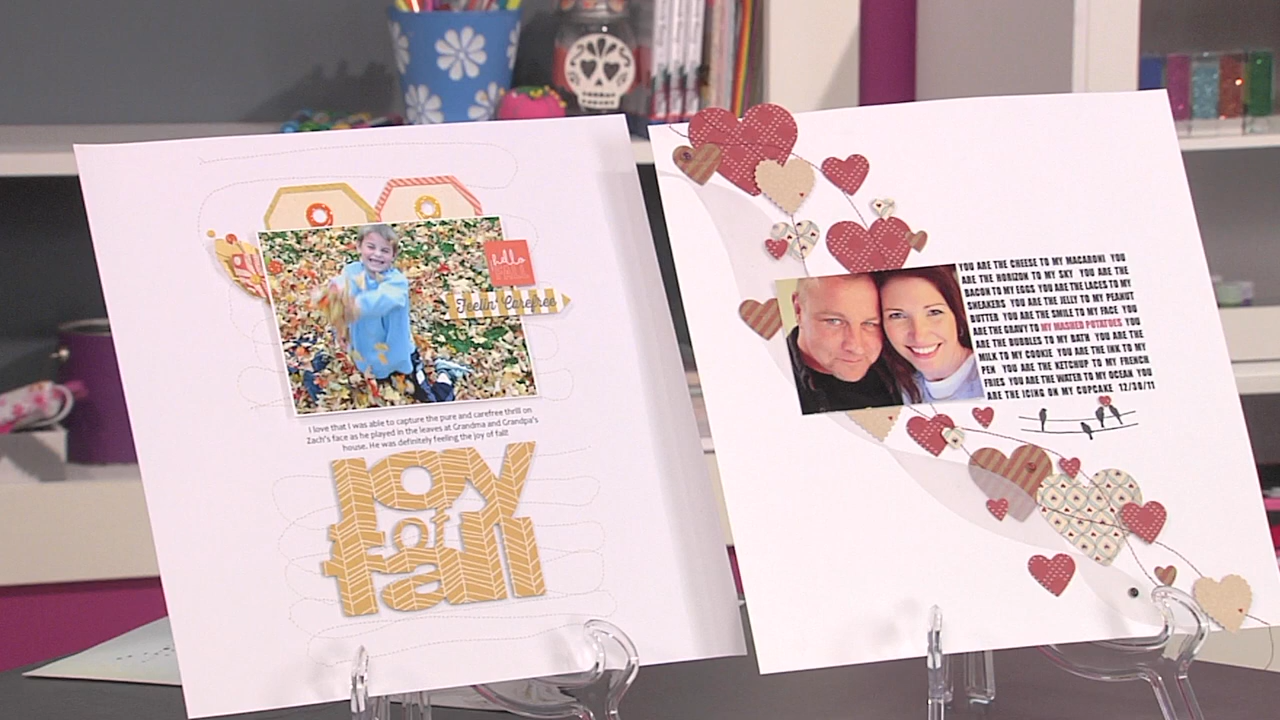 hello
FALL
Feelin' Carefree
I love that I was able to capture the pure and carefree thrill on
Zach's face as he played in the leaves at Grandma and Grandpa's
house. He was definitely feeling the joy of fall!
joy
of
fall
YOU ARE THE CHEESE TO MY MACARONI YOU
ARE THE HORIZON TO MY SKY YOU ARE THE
BACON TO MY EGGS YOU ARE THE LACES TO MY
SNEAKERS YOU ARE THE JELLY TO MY PEANUT
BUTTER YOU ARE THE SMILE TO MY FACE YOU
ARE THE GRAVY TO MY MASHED POTATOES YOU
ARE THE BUBBLES TO MY BATH YOU ARE THE
MILK TO MY COOKIE YOU ARE THE INK TO MY
PEN YOU ARE THE KETCHUP TO MY FRENCH
FRIES YOU ARE THE WATER TO MY OCEAN YOU
ARE THE ICING ON MY CUPCAKE 12/30/11